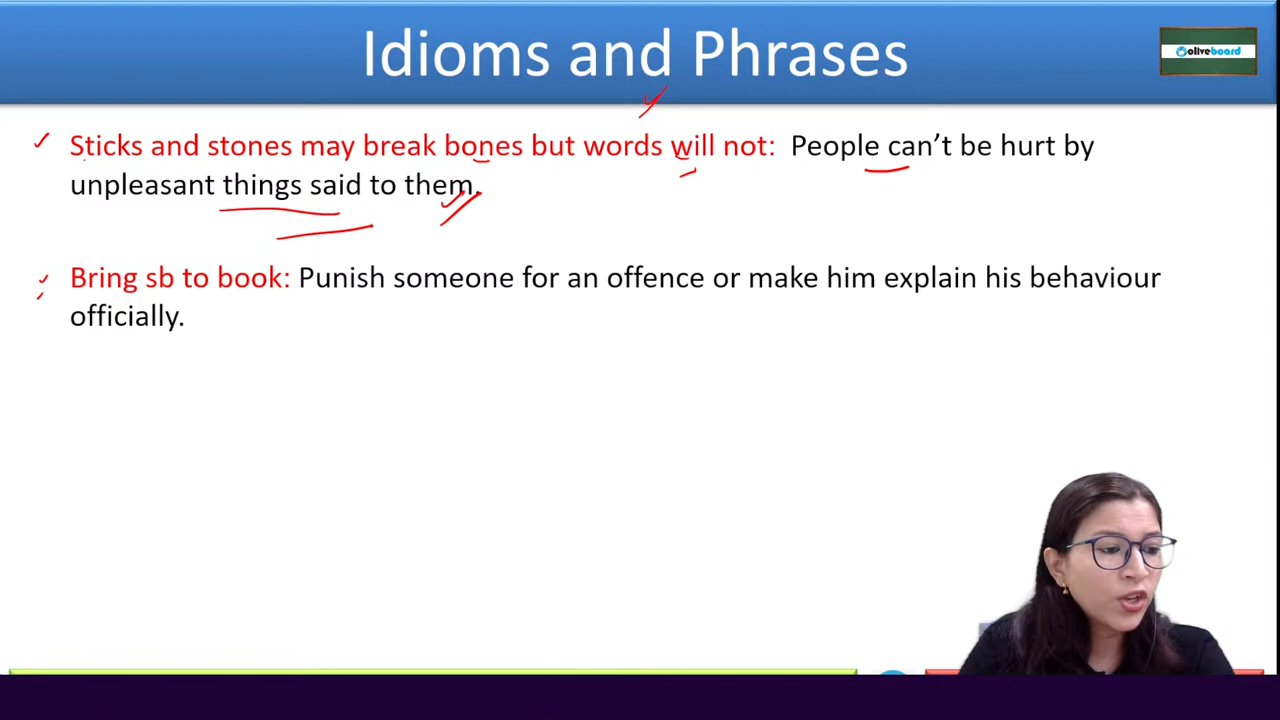 Idioms and Phrases
oliveboard
Sticks and stones may break bones but words will not: People can’t be hurt by
unpleasant things said to them.
Bring sb to book: Punish someone for an offence or make him explain his behaviour
officially.